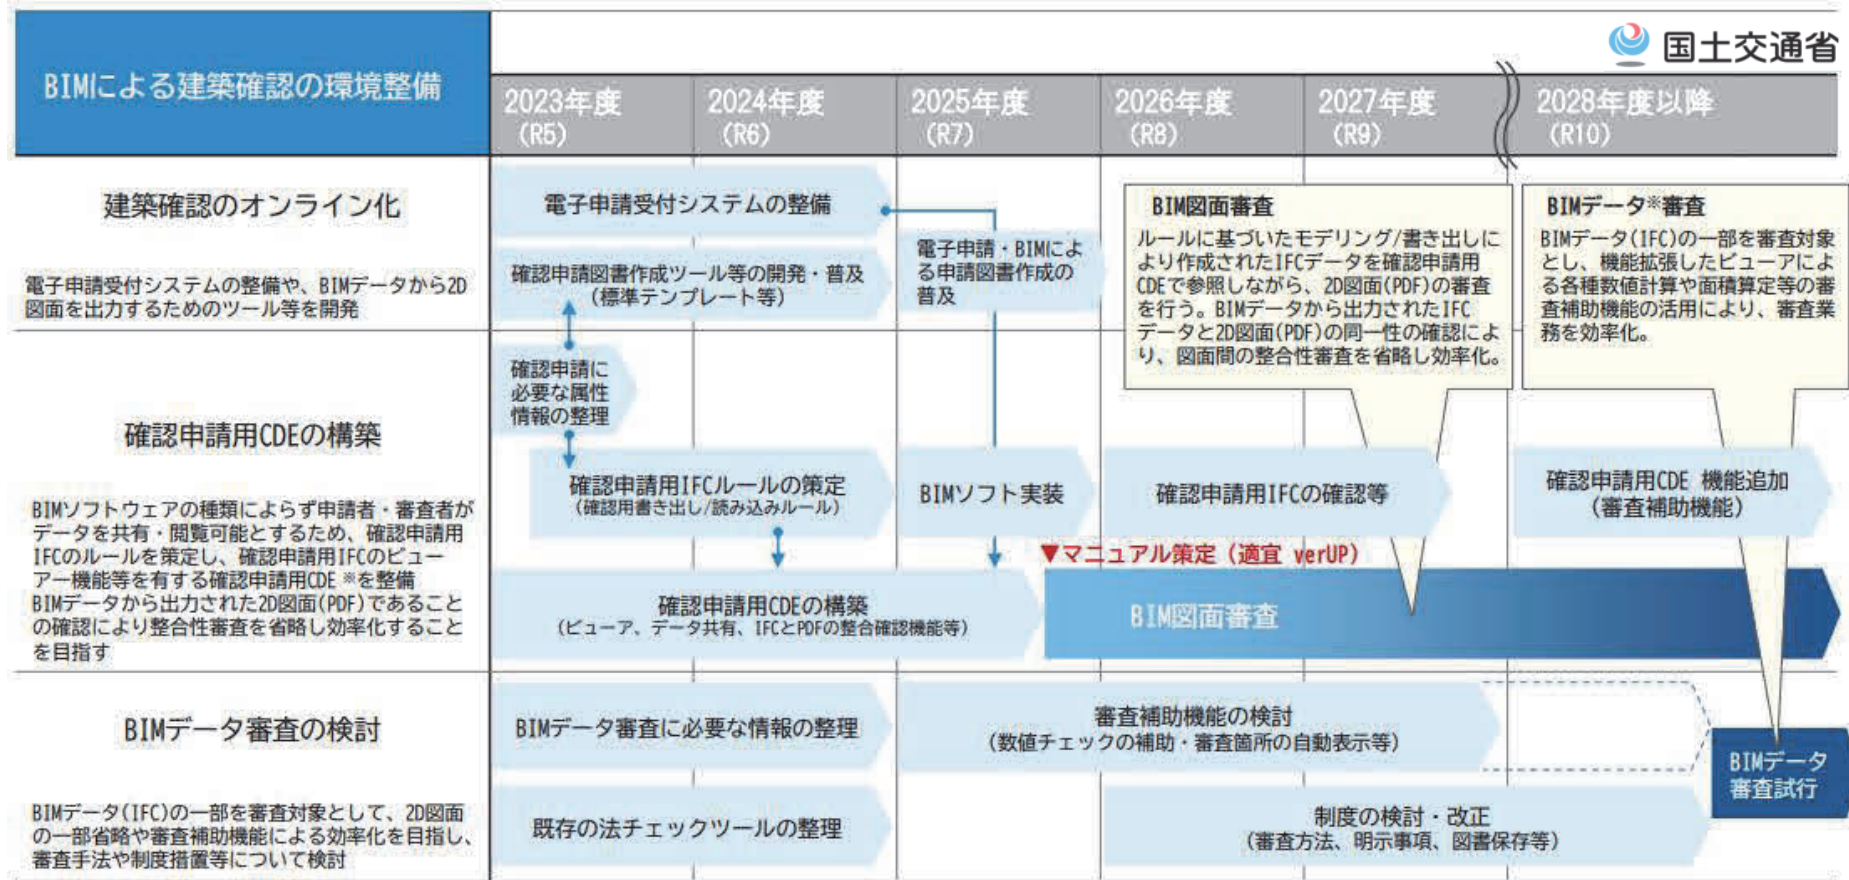 国土交通省
BIMによる建築確認の環境整備
2023年度
(R5)
2024年度
(R6)
2025年度
(R7)
2026年度
(R8)
2027年度
(R9)
2028年度以降
(R10)
建築確認のオンライン化
電子申請受付システムの整備や、BIMデータから2D
図面を出力するためのツール等を開発
電子申請受付システムの整備
確認申請図書作成ツール等の開発・普及
(標準テンプレート等)
電子申請・BIMによ
る申請図書作成の
普及
BIM図面審査
ルールに基づいたモデリング/書き出しに
より作成されたIFCデータを確認申請用
CDEで参照しながら、2D図面(PDF)の審査
を行う。BIMデータから出力されたIFC
データと2D図面(PDF)の同一性の確認によ
り、図面間の整合性審査を省略し効率化。
BIMデータ※審査
BIMデータ(IFC)の一部を審査対象
とし、機能拡張したビューアによ
る各種数値計算や面積算定等の審
査補助機能の活用により、審査業
務を効率化。
確認申請用CDEの構築
BIMソフトウェアの種類によらず申請者・審査者が
データを共有・閲覧可能とするため、確認申請用
IFCのルールを策定し、確認申請用IFCのビュー
アー機能等を有する確認申請用CDE ※を整備
BIMデータから出力された2D図面(PDF)であること
の確認により整合性審査を省略し効率化すること
を目指す
確認申請に
必要な属性
情報の整理
確認申請用IFCルールの策定
(確認用書き出し/読み込みルール)
BIMソフト実装
確認申請用IFCの確認等
確認申請用CDE 機能追加
(審査補助機能)
▼マニュアル策定(適宜 verUP)
確認申請用CDEの構築
(ビューア、データ共有、IFCとPDFの整合確認機能等)
BIM図面審査
BIMデータ審査の検討
BIMデータ(IFC)の一部を審査対象として、2D図面
の一部省略や審査補助機能による効率化を目指し、
審査手法や制度措置等について検討
BIMデータ審査に必要な情報の整理
審査補助機能の検討
(数値チェックの補助・審査箇所の自動表示等)
BIMデータ
審査試行
既存の法チェックツールの整理
制度の検討・改正
(審査方法、明示事項、図書保存等)